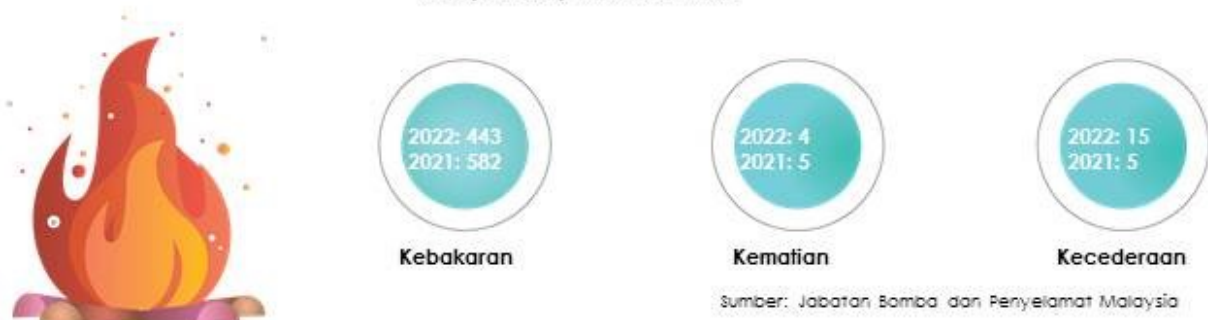 2022: 443
2021: 582
2022: 4
2021: 5
2022: 15
2021: 5
Kebakaran
Kematian
Kecederaan
Sumber: Jabatan Bomba dan Penyelamat Malaysia